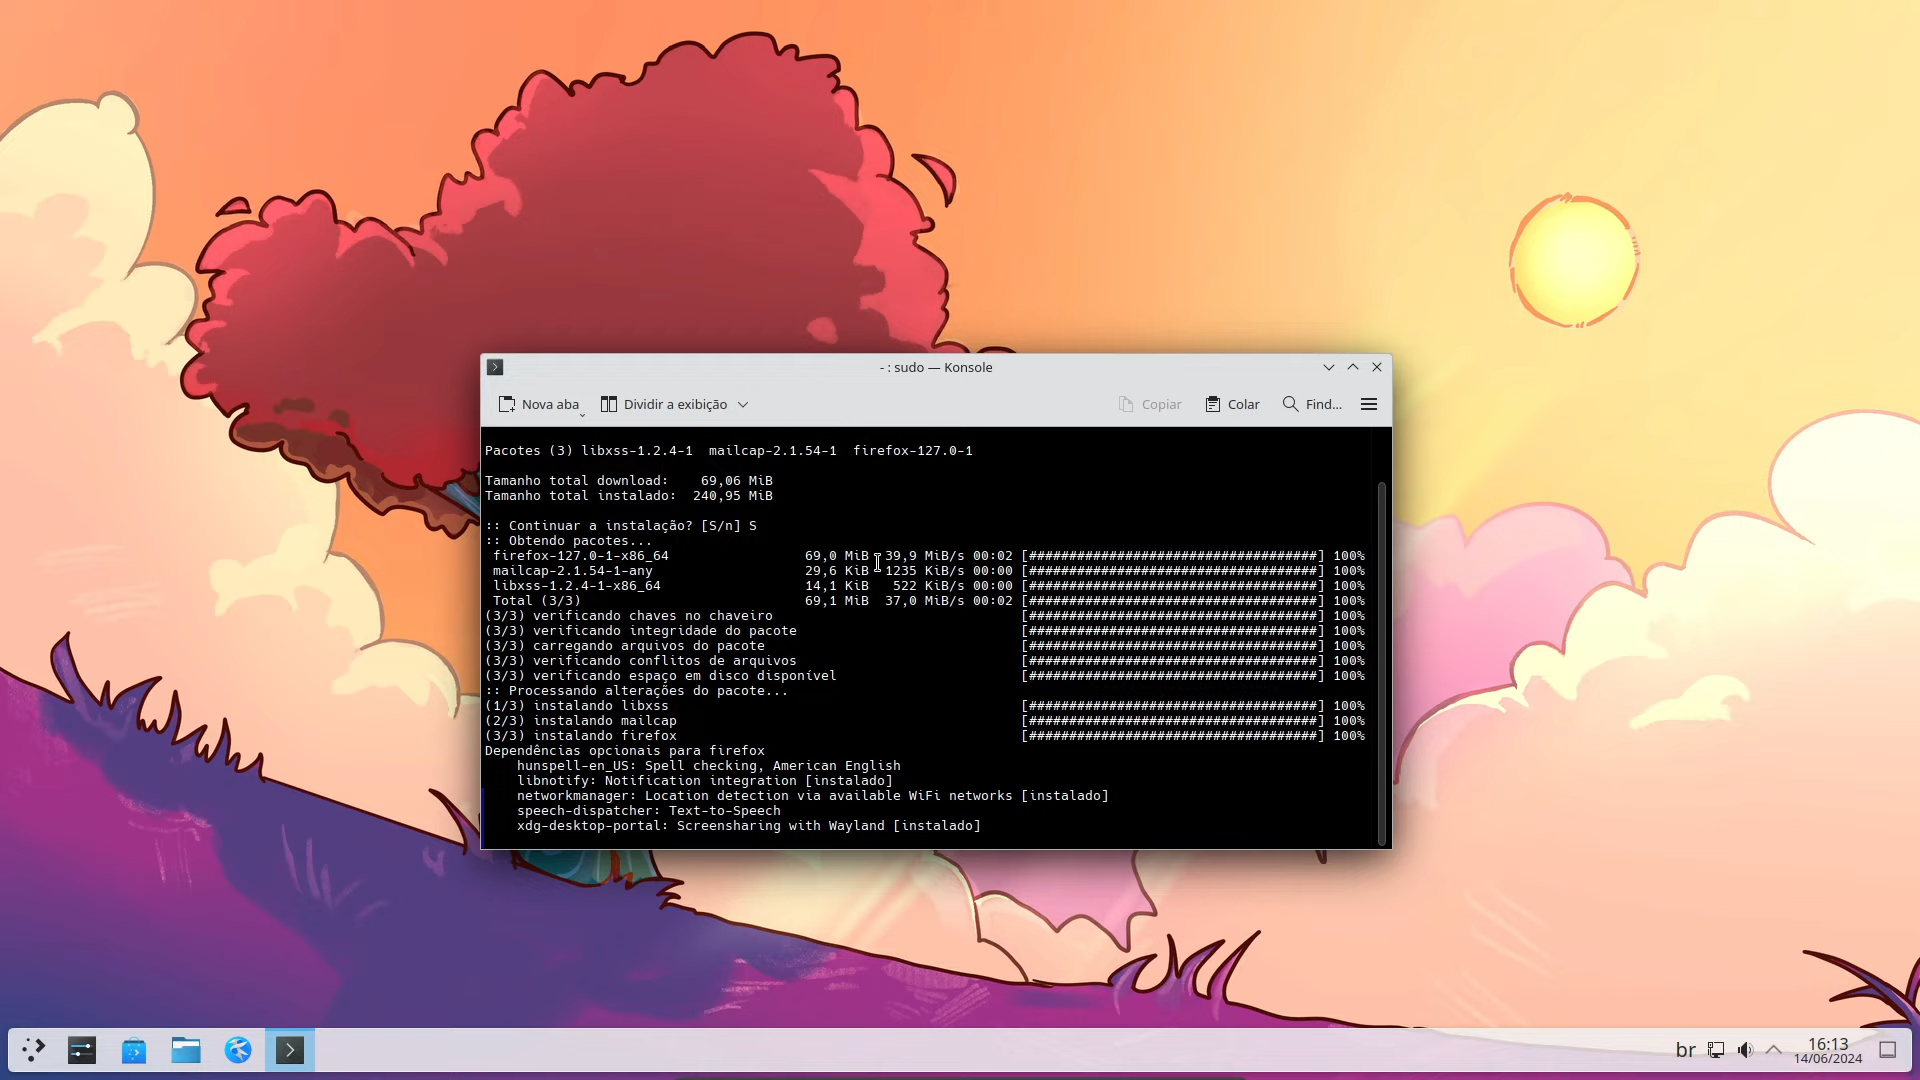 - : sudo — Konsole
Nova aba Dividir a exibição Copiar Colar Find...
Pacotes (3) libxss-1.2.4-1  mailcap-2.1.54-1  firefox-127.0-1
Tamanho total download:    69,06 MiB
Tamanho total instalado:  240,95 MiB
:: Continuar a instalação? [S/n] S
:: Obtendo pacotes...
firefox-127.0-1-x86_64 69,0 MiB 39,9 MiB/s 00:02 [####################################] 100%
mailcap-2.1.54-1-any 29,6 KiB 1235 KiB/s 00:00 [####################################] 100%
libxss-1.2.4-1-x86_64 14,1 KiB 522 KiB/s 00:00 [####################################] 100%
Total (3/3) 69,1 MiB 37,0 MiB/s 00:02 [####################################] 100%
(3/3) verificando chaves no chaveiro [####################################] 100%
(3/3) verificando integridade do pacote [####################################] 100%
(3/3) carregando arquivos do pacote [####################################] 100%
(3/3) verificando conflitos de arquivos [####################################] 100%
(3/3) verificando espaço em disco disponível [####################################] 100%
:: Processando alterações do pacote...
(1/3) instalando libxss [####################################] 100%
(2/3) instalando mailcap [####################################] 100%
(3/3) instalando firefox [####################################] 100%
Dependências opcionais para firefox
hunspell-en_US: Spell checking, American English
libnotify: Notification integration [instalado]
networkmanager: Location detection via available WiFi networks [instalado]
speech-dispatcher: Text-to-Speech
xdg-desktop-portal: Screensharing with Wayland [instalado]
br 16:13
14/06/2024